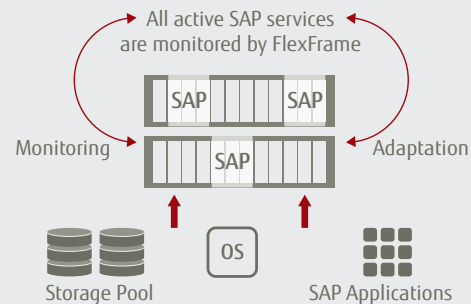 All active SAP services
are monitored by FlexFrame
SAP
SAP
Monitoring
Adaptation
SAP
OS
Storage Pool
SAP Applications